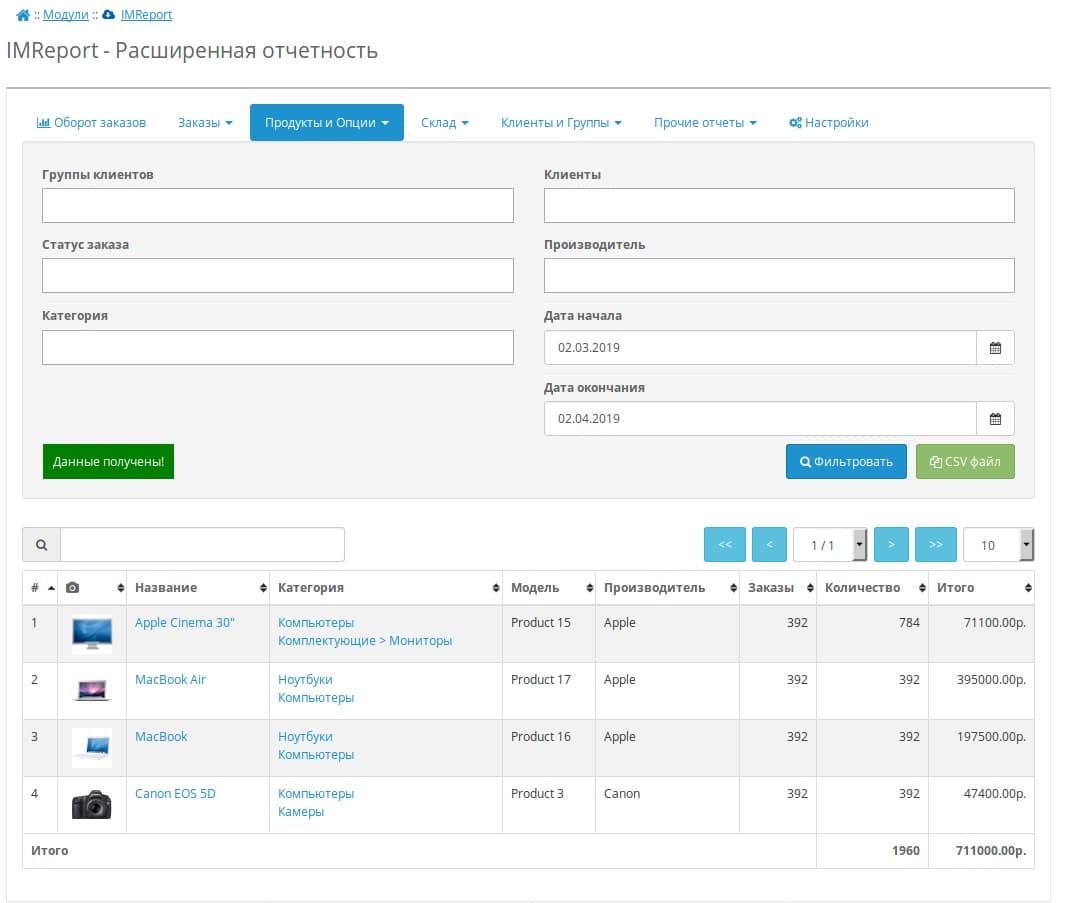 :: Модули :: IMReport
IMReport - Расширенная отчетность
Оборот заказов Заказы Продукты и Опции Склад Клиенты и Группы Прочие отчеты Настройки
Группы клиентов Клиенты
Статус заказа Производитель
Категория Дата начала
02.03.2019
Дата окончания
02.04.2019
Данные получены! Фильтровать CSV файл
<< < 1 / 1 > >> 10
# Название Категория Модель Производитель Заказы Количество Итого
1 Apple Cinema 30" Компьютеры Product 15 Apple 392 784 71100.00р.
Комплектующие > Мониторы
2 MacBook Air Ноутбуки Product 17 Apple 392 392 395000.00р.
Компьютеры
3 MacBook Ноутбуки Product 16 Apple 392 392 197500.00р.
Компьютеры
4 Canon EOS 5D Компьютеры Product 3 Canon 392 392 47400.00р.
Камеры
Итого 1960 711000.00р.